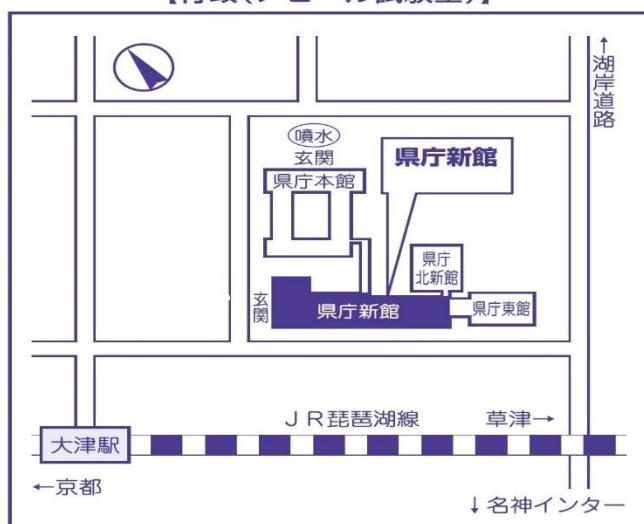 ↑湖岸道路
噴水
玄関
県庁本館
県庁新館
県庁
北新館
玄関
県庁新館
県庁東館
JR琵琶湖線
草津→
大津駅
←京都
↓名神インター